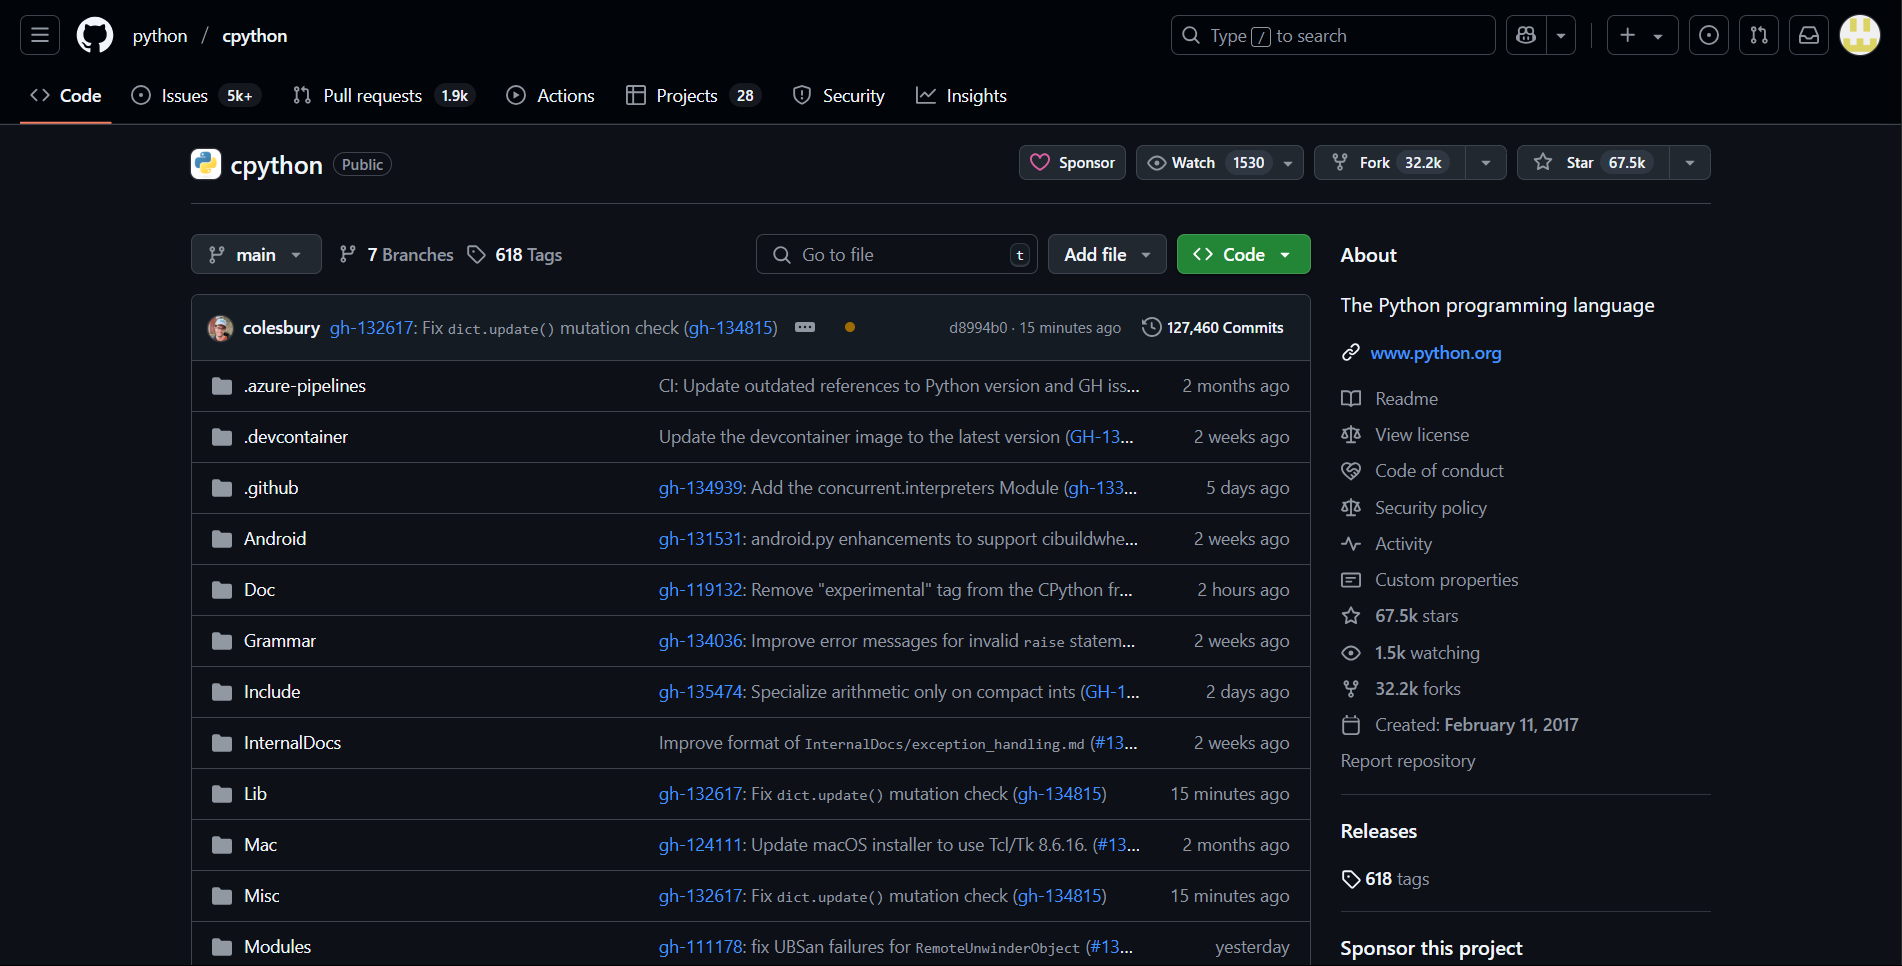 python / cpython
Type / to search
Code
Issues 5k+
Pull requests 1.9k
Actions
Projects 28
Security
Insights
cpython Public
Sponsor
Watch 1530
Fork 32.2k
Star 67.5k
main
7 Branches
618 Tags
Go to file t
Add file
Code
colesbury gh-132617: Fix dict.update() mutation check (gh-134815) d8994b0 · 15 minutes ago 127,460 Commits
.azure-pipelines CI: Update outdated references to Python version and GH iss... 2 months ago
.devcontainer Update the devcontainer image to the latest version (GH-13... 2 weeks ago
.github gh-134939: Add the concurrent.interpreters Module (gh-133... 5 days ago
Android gh-131531: android.py enhancements to support cibuildwhe... 2 weeks ago
Doc gh-119132: Remove "experimental" tag from the CPython fr... 2 hours ago
Grammar gh-134036: Improve error messages for invalid raise statem... 2 weeks ago
Include gh-135474: Specialize arithmetic only on compact ints (GH-1... 2 days ago
InternalDocs Improve format of InternalDocs/exception_handling.md (#13... 2 weeks ago
Lib gh-132617: Fix dict.update() mutation check (gh-134815) 15 minutes ago
Mac gh-124111: Update macOS installer to use Tcl/Tk 8.6.16. (#13... 2 months ago
Misc gh-132617: Fix dict.update() mutation check (gh-134815) 15 minutes ago
Modules gh-111178: fix UBSan failures for RemoteUnwinderObject (#13... yesterday
About
The Python programming language
www.python.org
Readme
View license
Code of conduct
Security policy
Activity
Custom properties
67.5k stars
1.5k watching
32.2k forks
Created: February 11, 2017
Report repository
Releases
618 tags
Sponsor this project